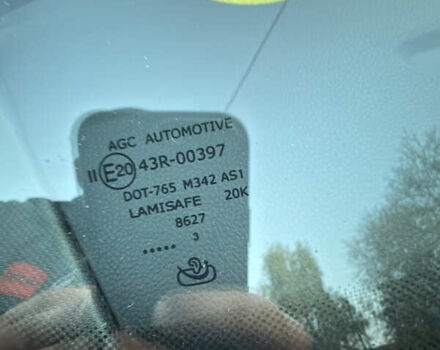 AGC AUTOMOTIVE
II E20 43R-00397
DOT-765 M342 AS1
LAMISAFE 20K
8627
..... 3